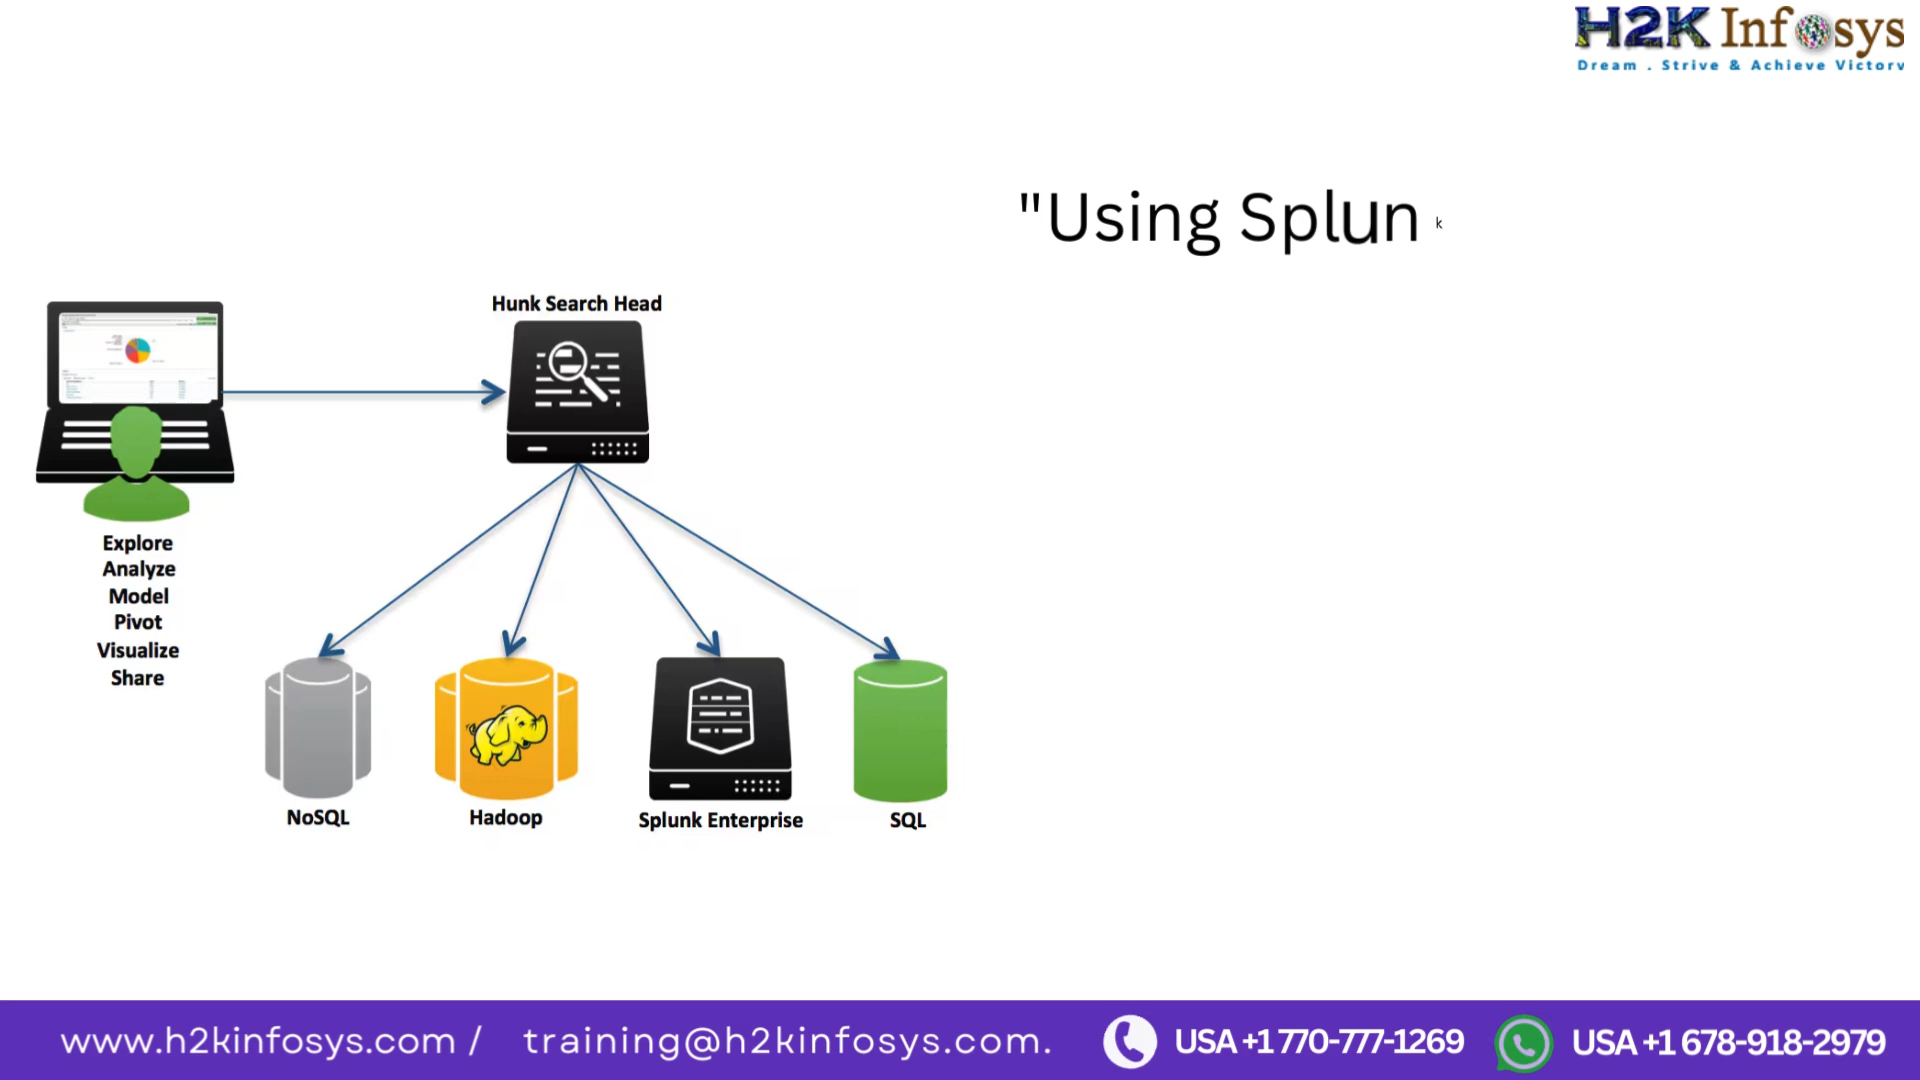 H2K Infosys
Dream . Strive & Achieve Victory
"Using Splunk
Hunk Search Head
Explore
Analyze
Model
Pivot
Visualize
Share
NoSQL
Hadoop
Splunk Enterprise
SQL
www.h2kinfosys.com / training@h2kinfosys.com. USA +1 770-777-1269 USA +1 678-918-2979